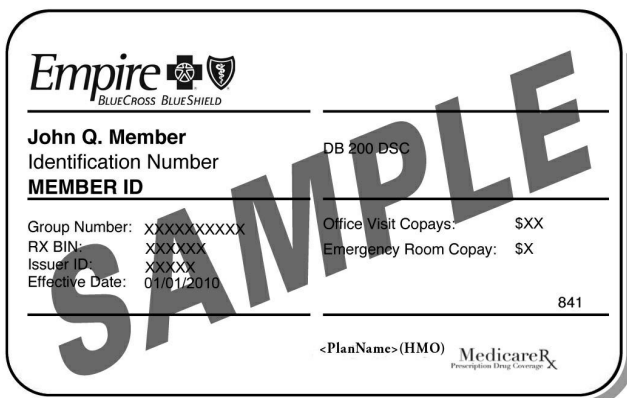 Empire
BLUECROSS BLUESHIELD
John Q. Member
Identification Number
MEMBER ID
DB 200 DSC
Group Number: XXXXXXXXXX
RX BIN: XXXXXX
Issuer ID: XXXXX
Effective Date: 01/01/2010
Office Visit Copays: $XX
Emergency Room Copay: $X
841
<PlanName>(HMO)
MedicareRx
Prescription Drug Coverage
SAMPLE